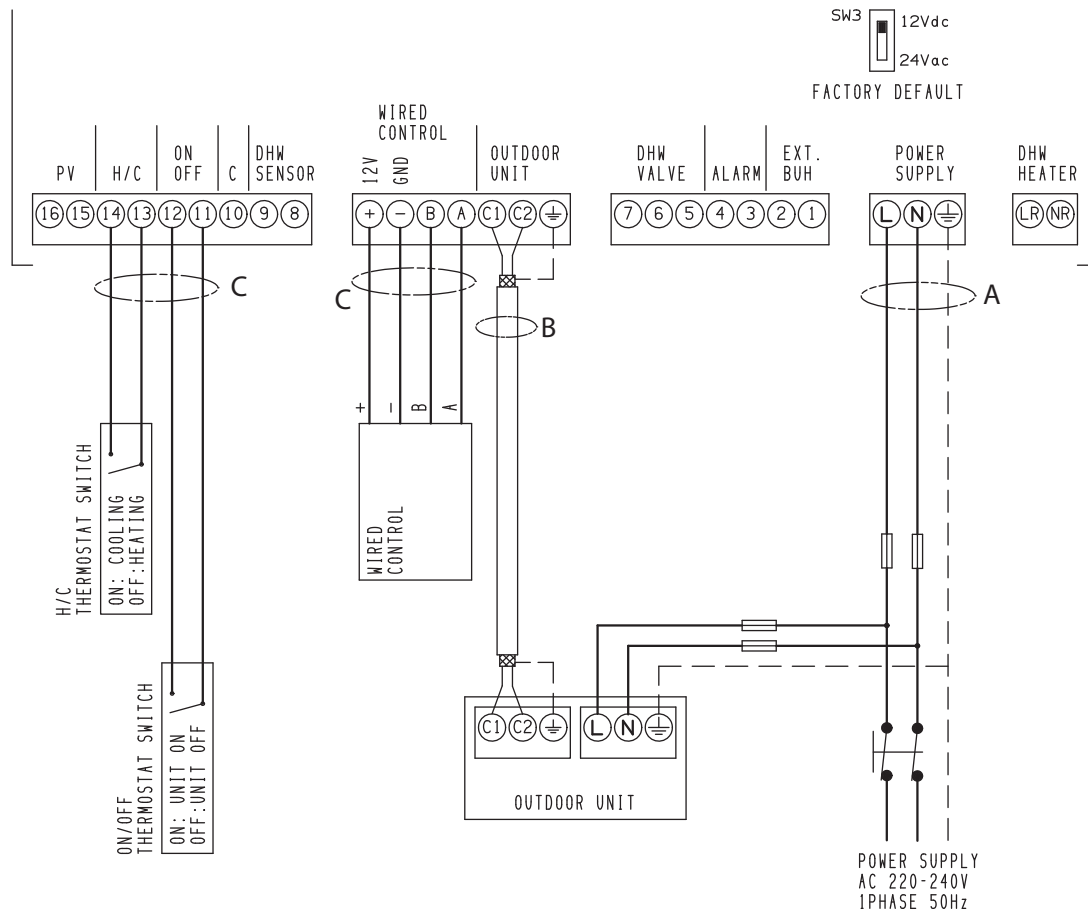 SW3
12Vdc
24Vac
FACTORY DEFAULT
PV
H/C
ON
OFF
C
DHW
SENSOR
WIRED
CONTROL
12V
GND
OUTDOOR
UNIT
DHW
VALVE
ALARM
EXT.
BUH
POWER
SUPPLY
DHW
HEATER
16 15 14 13 12 11 10 9 8
+ − B A C1 C2
7 6 5 4 3 2 1
L N
LR NR
C
C
B
A
+ − B A
WIRED
CONTROL
H/C
THERMOSTAT SWITCH
ON: COOLING
OFF:HEATING
ON/OFF
THERMOSTAT SWITCH
ON: UNIT ON
OFF:UNIT OFF
C1 C2
L N
OUTDOOR UNIT
POWER SUPPLY
AC 220-240V
1PHASE 50Hz